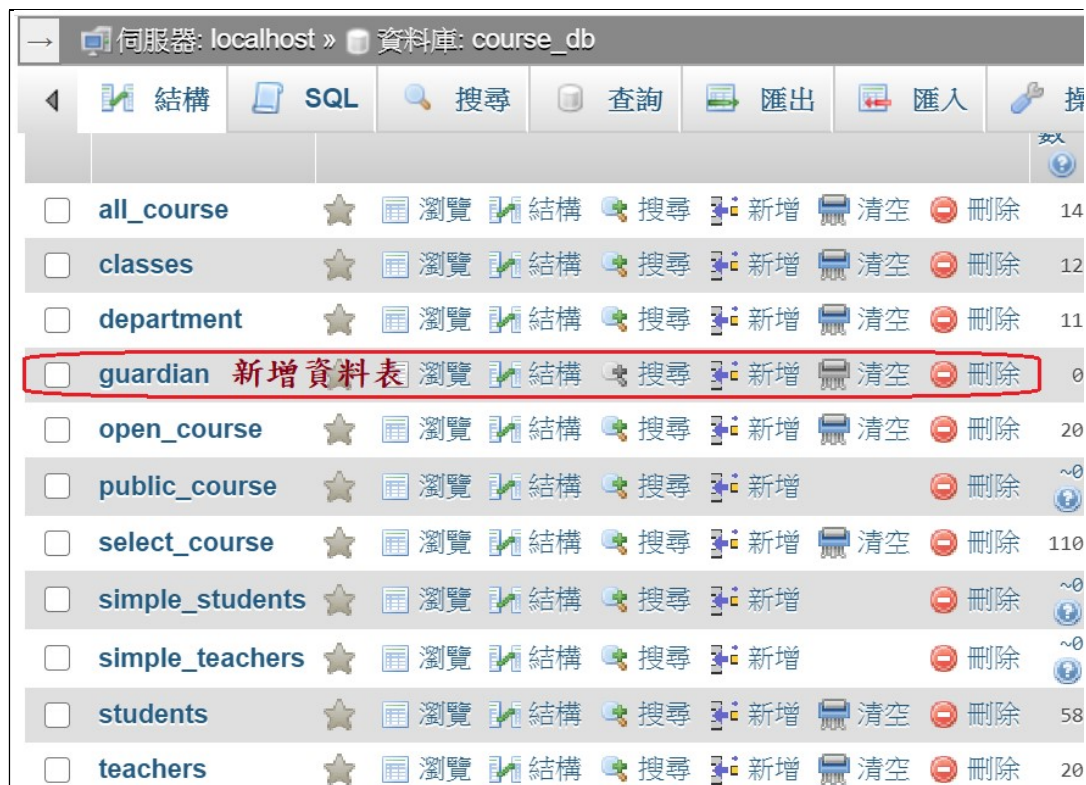 → 伺服器: localhost » 資料庫: course_db
結構 SQL 搜尋 查詢 匯出 匯入
數
all_course 瀏覽 結構 搜尋 新增 清空 刪除 14
classes 瀏覽 結構 搜尋 新增 清空 刪除 12
department 瀏覽 結構 搜尋 新增 清空 刪除 11
guardian 新增資料表 瀏覽 結構 搜尋 新增 清空 刪除 0
open_course 瀏覽 結構 搜尋 新增 清空 刪除 20
public_course 瀏覽 結構 搜尋 新增 刪除 ~0
select_course 瀏覽 結構 搜尋 新增 清空 刪除 110
simple_students 瀏覽 結構 搜尋 新增 刪除 ~0
simple_teachers 瀏覽 結構 搜尋 新增 刪除 ~0
students 瀏覽 結構 搜尋 新增 清空 刪除 58
teachers 瀏覽 結構 搜尋 新增 清空 刪除 20